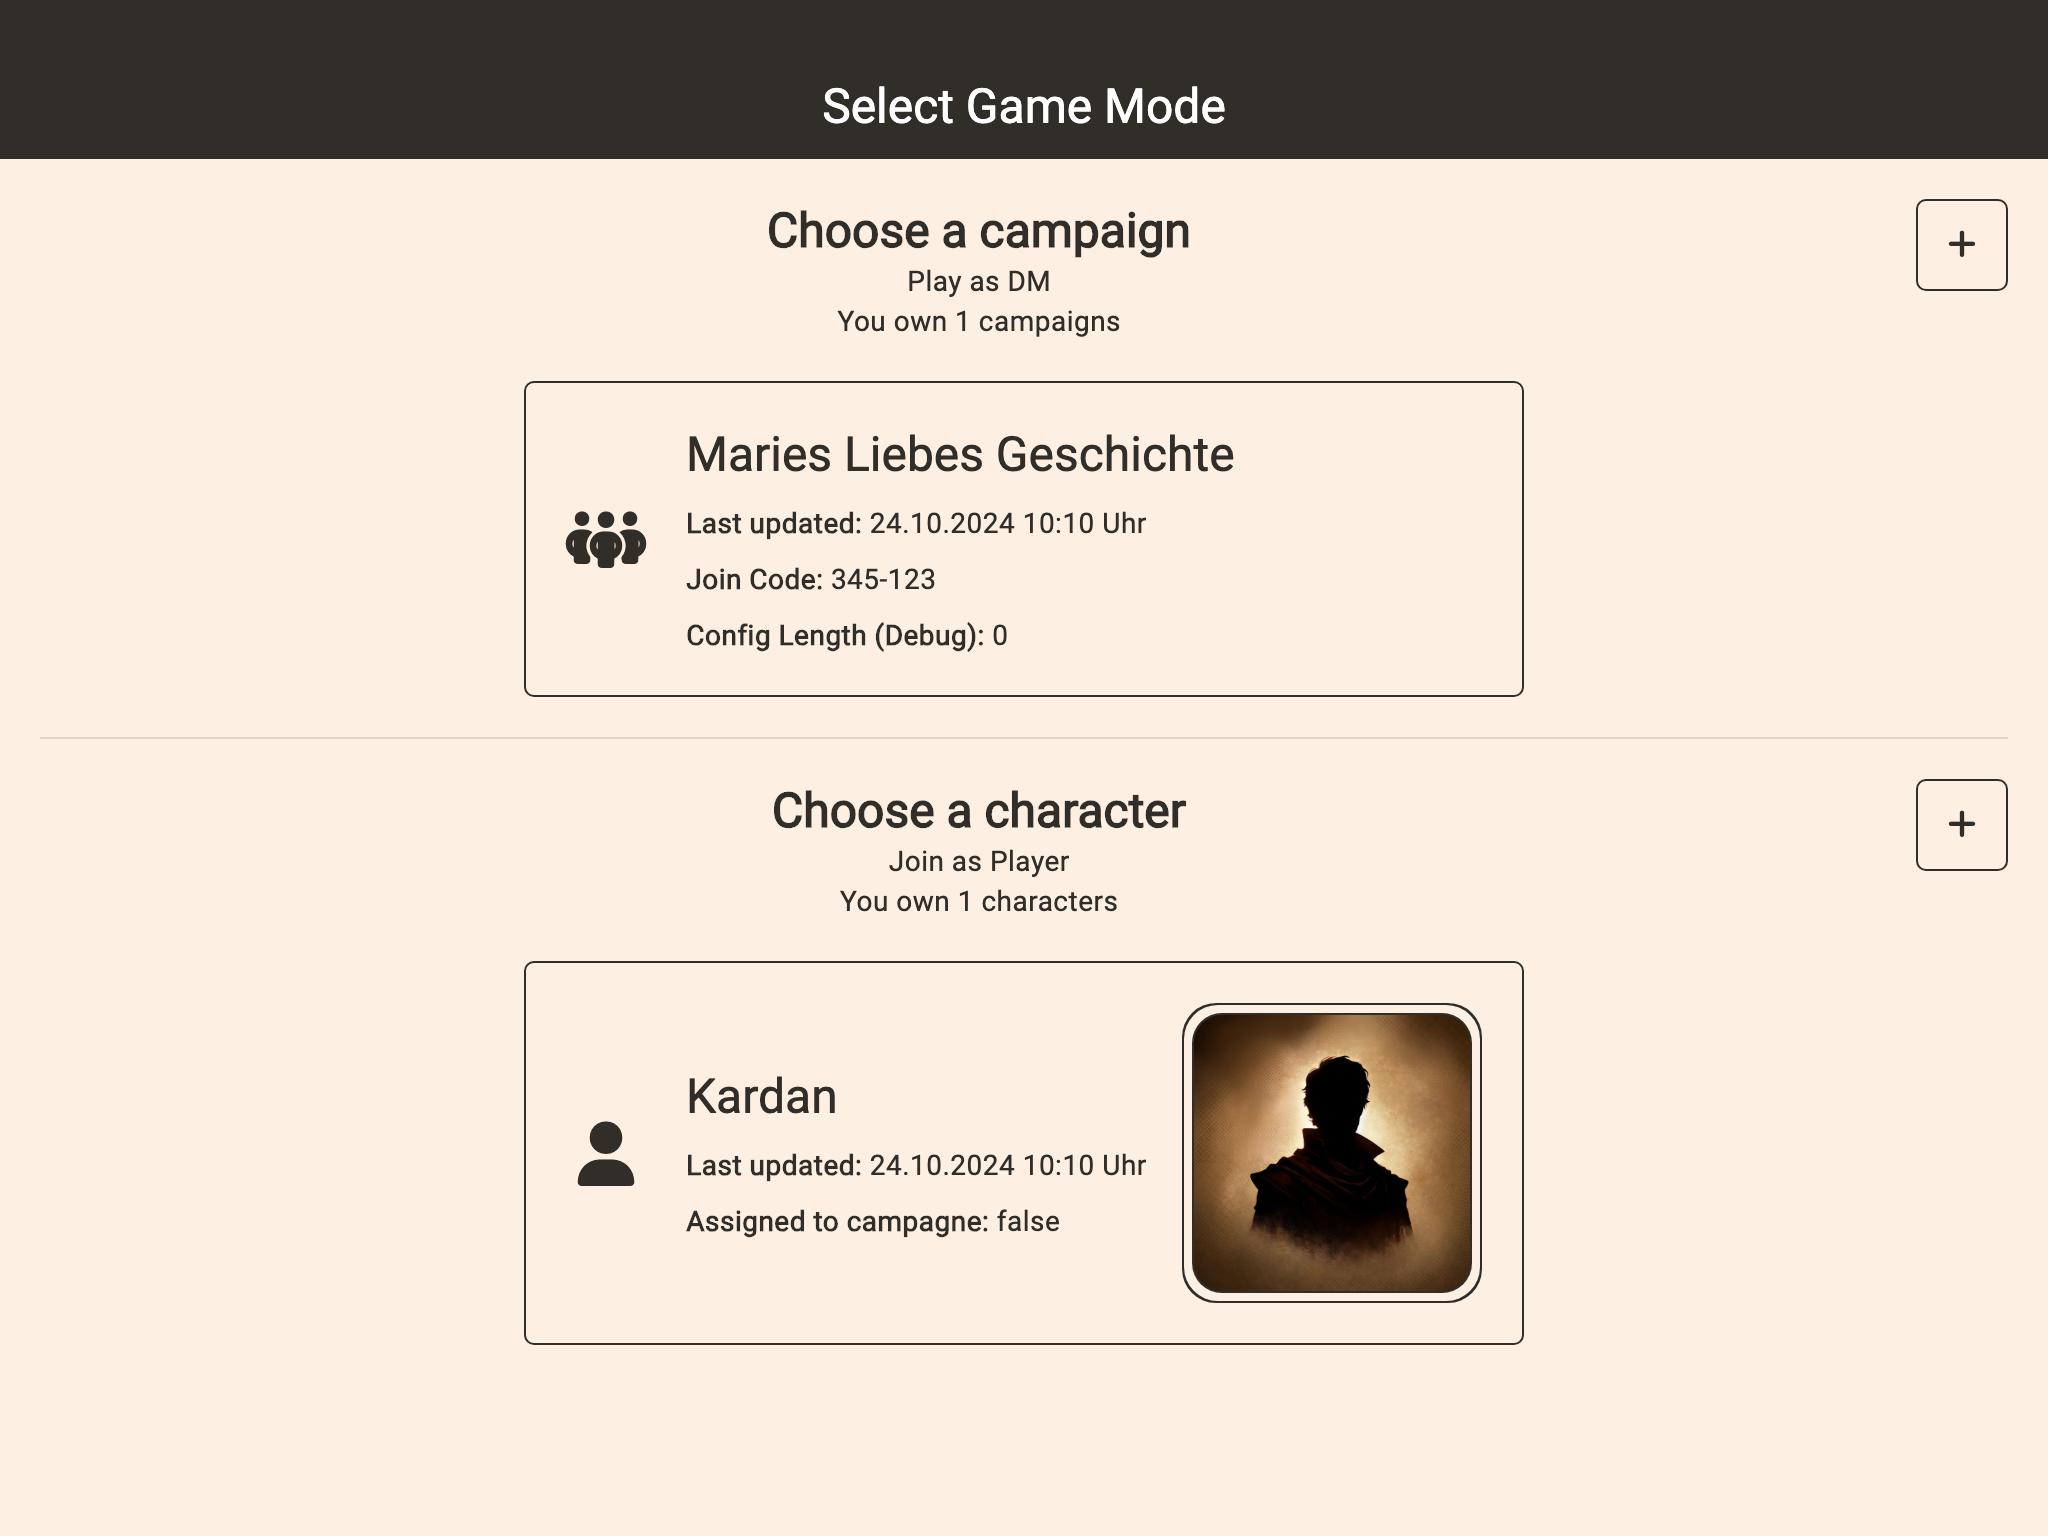 Select Game Mode
Choose a campaign
Play as DM
You own 1 campaigns
Maries Liebes Geschichte
Last updated: 24.10.2024 10:10 Uhr
Join Code: 345-123
Config Length (Debug): 0
Choose a character
Join as Player
You own 1 characters
Kardan
Last updated: 24.10.2024 10:10 Uhr
Assigned to campagne: false